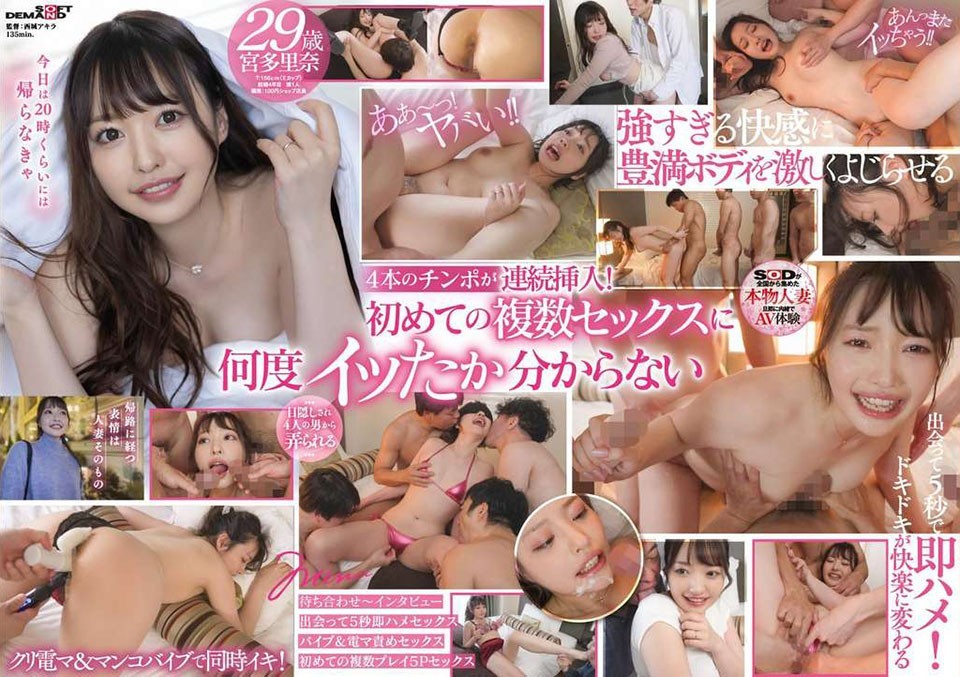 SOFT
ON
DEMAND
監督:西城アキラ
135min.
今日は20時くらいには
帰らなきゃ
29歳
宮多里奈
あぁ〜っ!
ヤバい!!
あんっまた
イッちゃう!!
強すぎる快感に
豊満ボディを激しくよじらせる
SODが
全国から集めた
本物人妻
旦那に内緒で
AV体験
4本のチンポが連続挿入!
初めての複数セックスに
何度イッたか分からない
帰路に経つ
表情は
人妻そのもの
目隠しされ
4人の男から
弄られる
出会って5秒で
即ハメ!
ドキドキが快楽に変わる
クリ電マ&マンコバイブで同時イキ!
Menu
待ち合わせ〜インタビュー
出会って5秒即ハメセックス
バイブ&電マ責めセックス
初めての複数プレイ5Pセックス